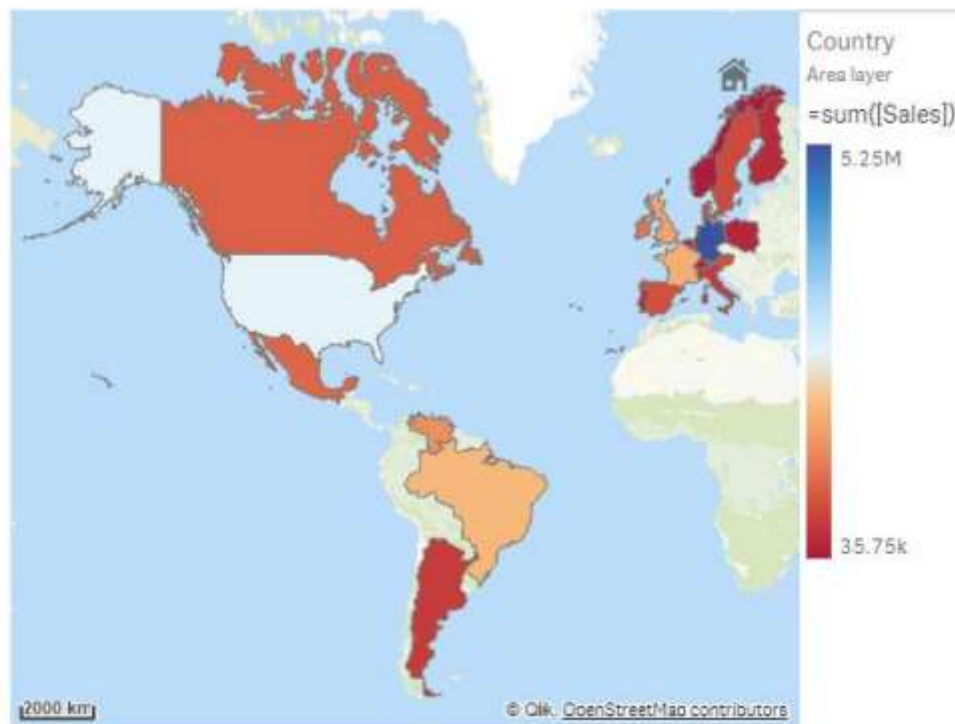 Country
Area layer
=sum([Sales])
5.25M
35.75k
2000 km
© Qlik, OpenStreetMap contributors